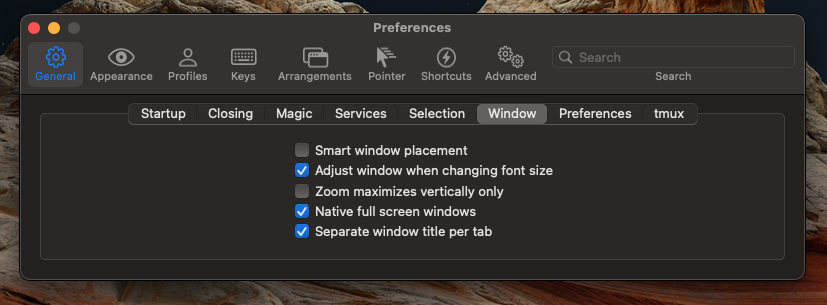 Preferences
General Appearance Profiles Keys Arrangements Pointer Shortcuts Advanced Search
Search
Startup Closing Magic Services Selection Window Preferences tmux
Smart window placement
Adjust window when changing font size
Zoom maximizes vertically only
Native full screen windows
Separate window title per tab